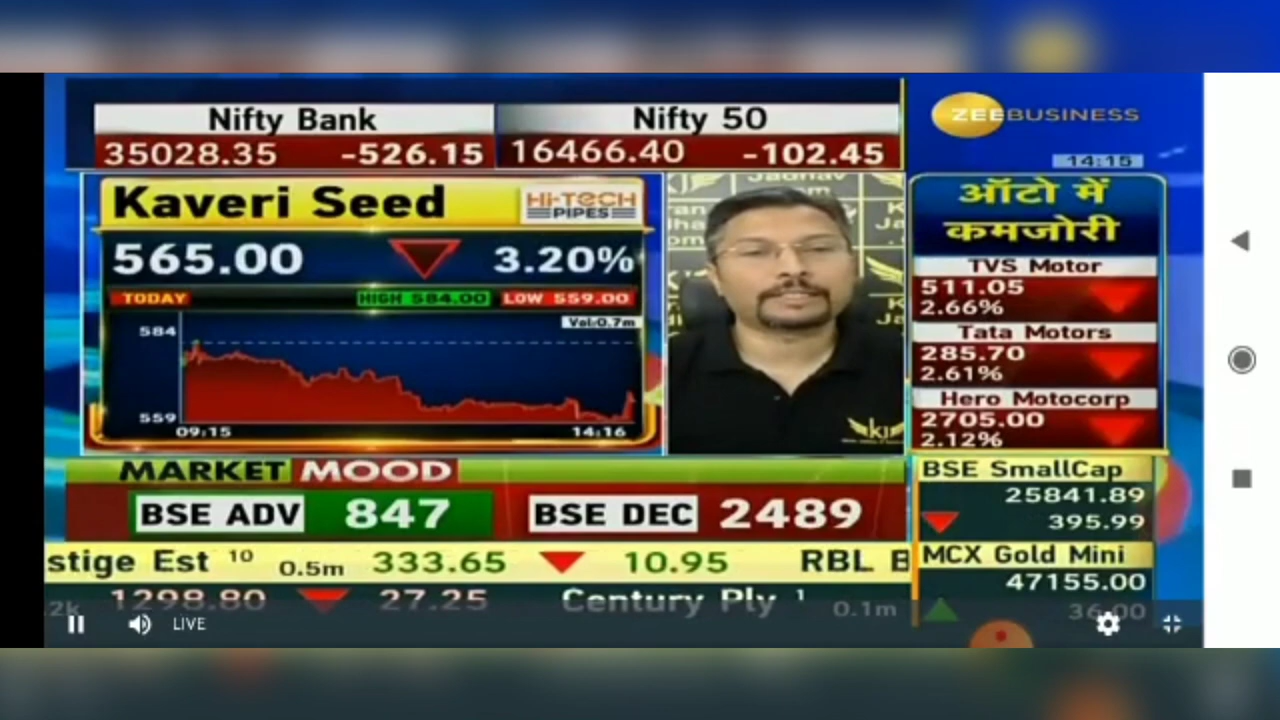 Nifty Bank
35028.35 -526.15
Nifty 50
16466.40 -102.45
ZEEBUSINESS
14:15
Kaveri Seed
HI-TECH
PIPES
565.00 3.20%
TODAY HIGH 584.00 LOW 559.00
Vol:0.7m
584
559
09:15 14:16
Jadhav
KJ
ऑटो में
कमजोरी
TVS Motor
511.05
2.66%
Tata Motors
285.70
2.61%
Hero Motocorp
2705.00
2.12%
MARKET MOOD
BSE ADV 847 BSE DEC 2489
BSE SmallCap
25841.89
395.99
MCX Gold Mini
47155.00
36.00
stige Est 10 0.5m 333.65 10.95 RBL B
2k 1298.80 27.25 Century Ply 1 0.1m
LIVE